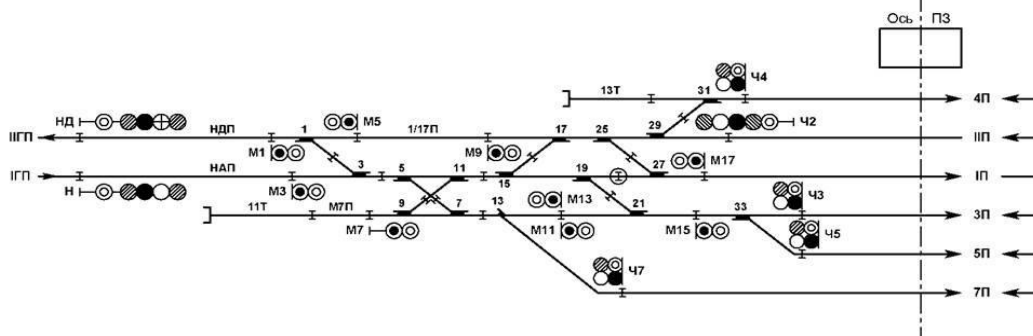 Ось ПЗ
Ч4
13Т 31 4П
НД М5 29 Ч2
IIГП НДП 1 1/17П 17 25 IIП
М1 М9 М17
IГП НАП 3 5 11 15 19 27 IП
Н М3 М13 Ч3
11Т М7П 9 7 13 21 33 3П
М7 М11 М15 Ч5
5П
Ч7
7П